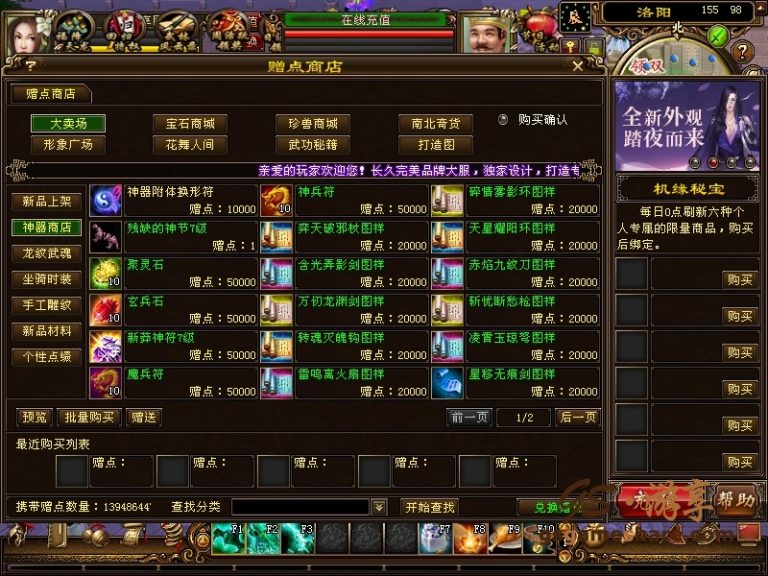 在线充值
辰
洛阳 155 98
北
赠点商店
赠点商店
大卖场 宝石商城 珍兽商城 南北奇货 购买确认
形象广场 花舞人间 武功秘籍 打造图
亲爱的玩家欢迎您！长久完美品牌大服，独家设计，打造专
新品上架
神器商店
龙纹武魂
坐骑时装
手工雕纹
新品材料
个性点缀
神器附体换形符
赠点：10000
神兵符
10
赠点：50000
碎情雾影环图样
赠点：20000
残缺的神节7级
赠点：1
弈天破邪杖图样
赠点：20000
天星耀阳环图样
赠点：20000
聚灵石
10
赠点：50000
含光弄影剑图样
赠点：20000
赤焰九纹刀图样
赠点：20000
玄兵石
10
赠点：50000
万仞龙渊剑图样
赠点：20000
斩忧断愁枪图样
赠点：20000
新莽神符7级
赠点：50000
转魂灭魄钩图样
赠点：20000
凌霄玉琼弩图样
赠点：20000
魔兵符
10
赠点：50000
雷鸣离火扇图样
赠点：20000
星移无痕剑图样
赠点：20000
预览 批量购买 赠送 前一页 1/2 后一页
最近购买列表
赠点： 赠点： 赠点： 赠点： 赠点：
携带赠点数量：13948644 查找分类 开始查找
全新外观
踏夜而来
机缘秘宝
每日0点刷新六种个
人专属的限量商品，购买
后绑定。
购买
购买
购买
购买
购买
购买
帮助
F1 F2 F3 F7 F8 F9 F10